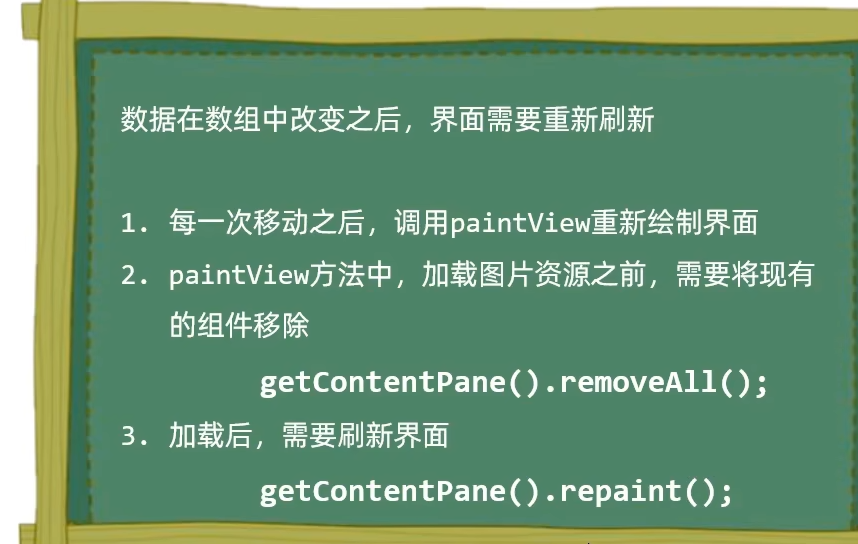 数据在数组中改变之后，界面需要重新刷新
1. 每一次移动之后，调用paintView重新绘制界面
2. paintView方法中，加载图片资源之前，需要将现有
的组件移除
getContentPane().removeAll();
3. 加载后，需要刷新界面
getContentPane().repaint();